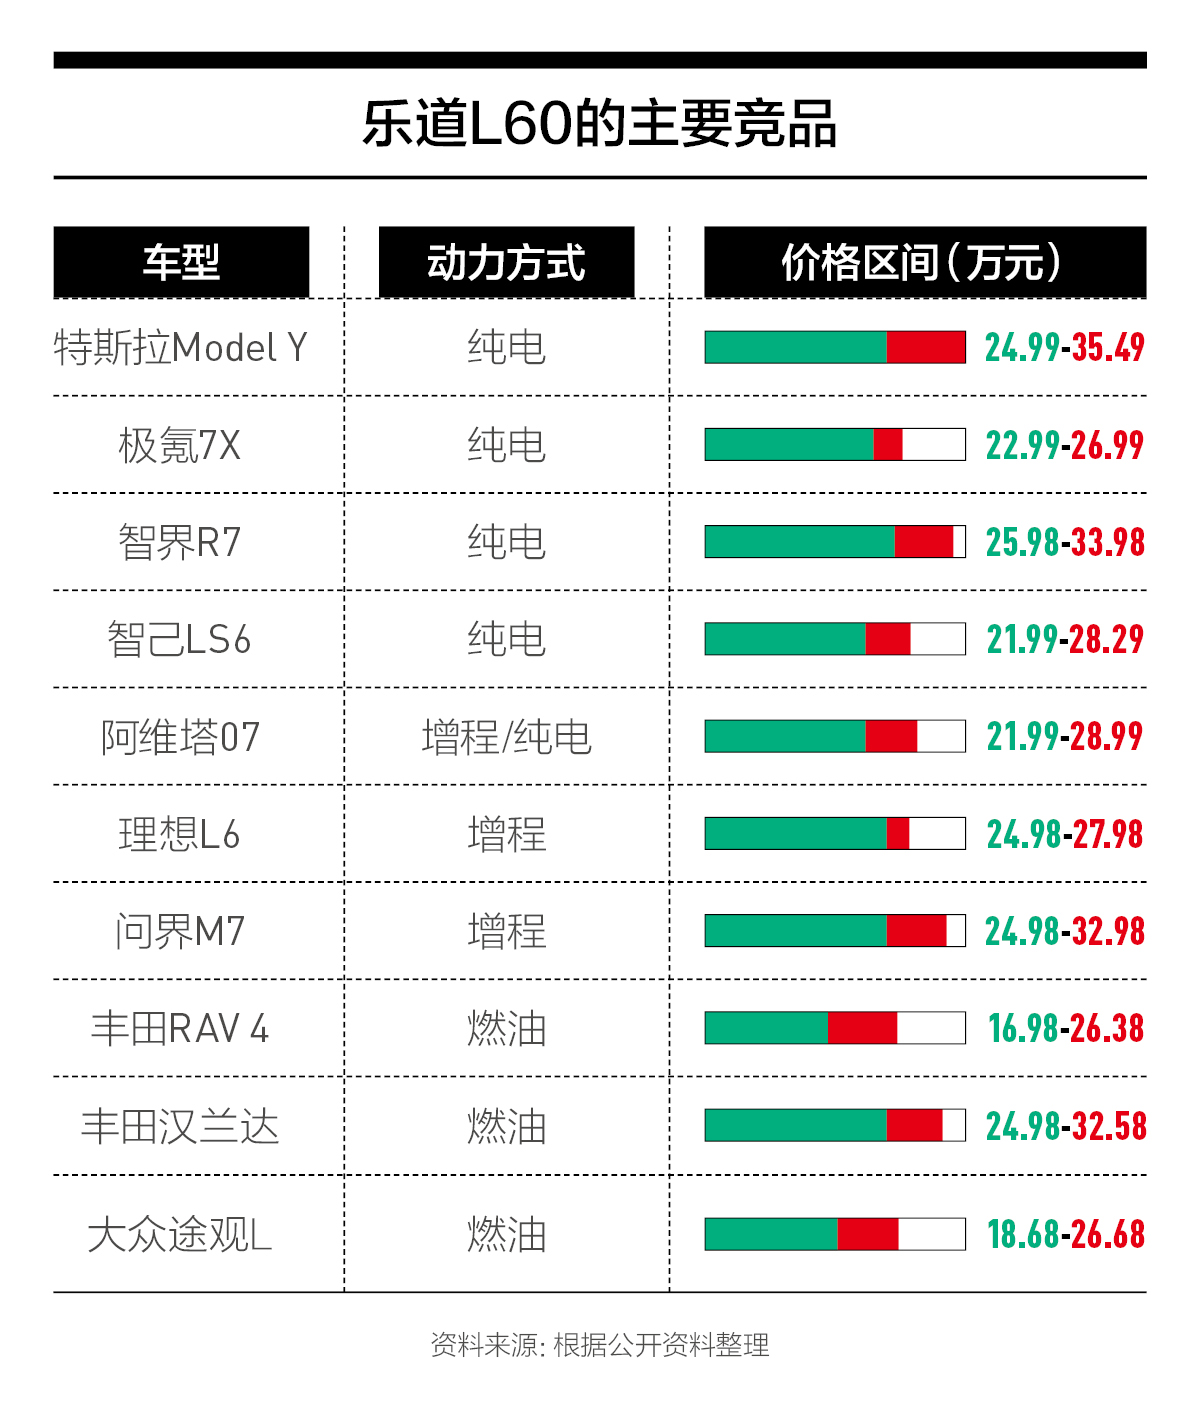 乐道L60的主要竞品
车型 动力方式 价格区间(万元)
特斯拉Model Y 纯电 24.99-35.49
极氪7X 纯电 22.99-26.99
智界R7 纯电 25.98-33.98
智己LS6 纯电 21.99-28.29
阿维塔07 增程/纯电 21.99-28.99
理想L6 增程 24.98-27.98
问界M7 增程 24.98-32.98
丰田RAV 4 燃油 16.98-26.38
丰田汉兰达 燃油 24.98-32.58
大众途观L 燃油 18.68-26.68
资料来源：根据公开资料整理